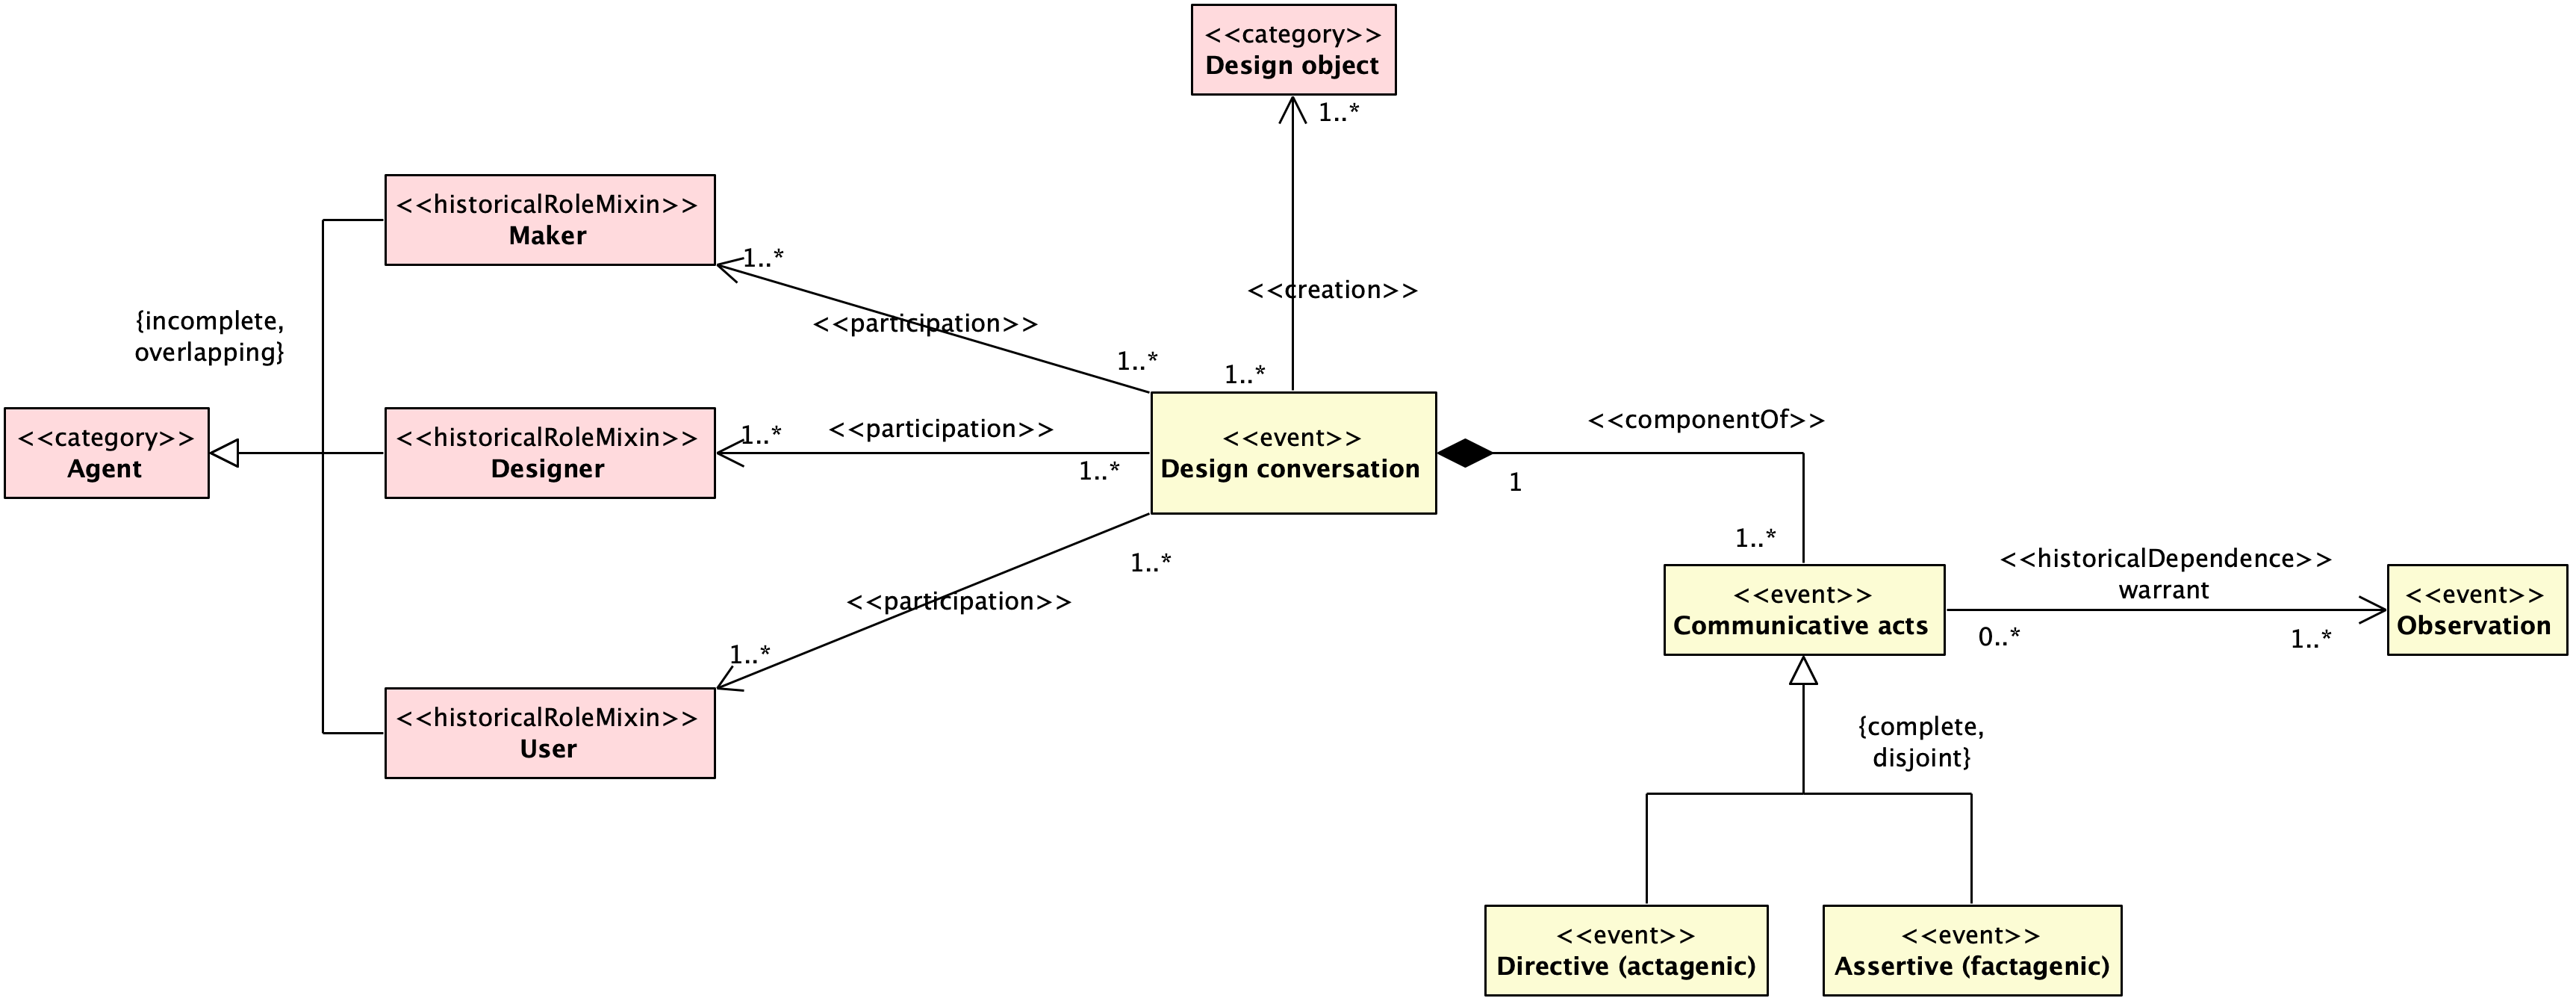 <<category>>
Design object
1..*
<<creation>>
1..*
<<historicalRoleMixin>>
Maker
1..*
<<participation>>
1..*
{incomplete,
overlapping}
<<category>>
Agent
<<historicalRoleMixin>>
Designer
1..*
<<participation>>
1..*
<<event>>
Design conversation
<<componentOf>>
1
1..*
<<historicalRoleMixin>>
User
1..*
<<participation>>
1..*
<<event>>
Communicative acts
<<historicalDependence>>
warrant
0..*
1..*
<<event>>
Observation
{complete,
disjoint}
<<event>>
Directive (actagenic)
<<event>>
Assertive (factagenic)